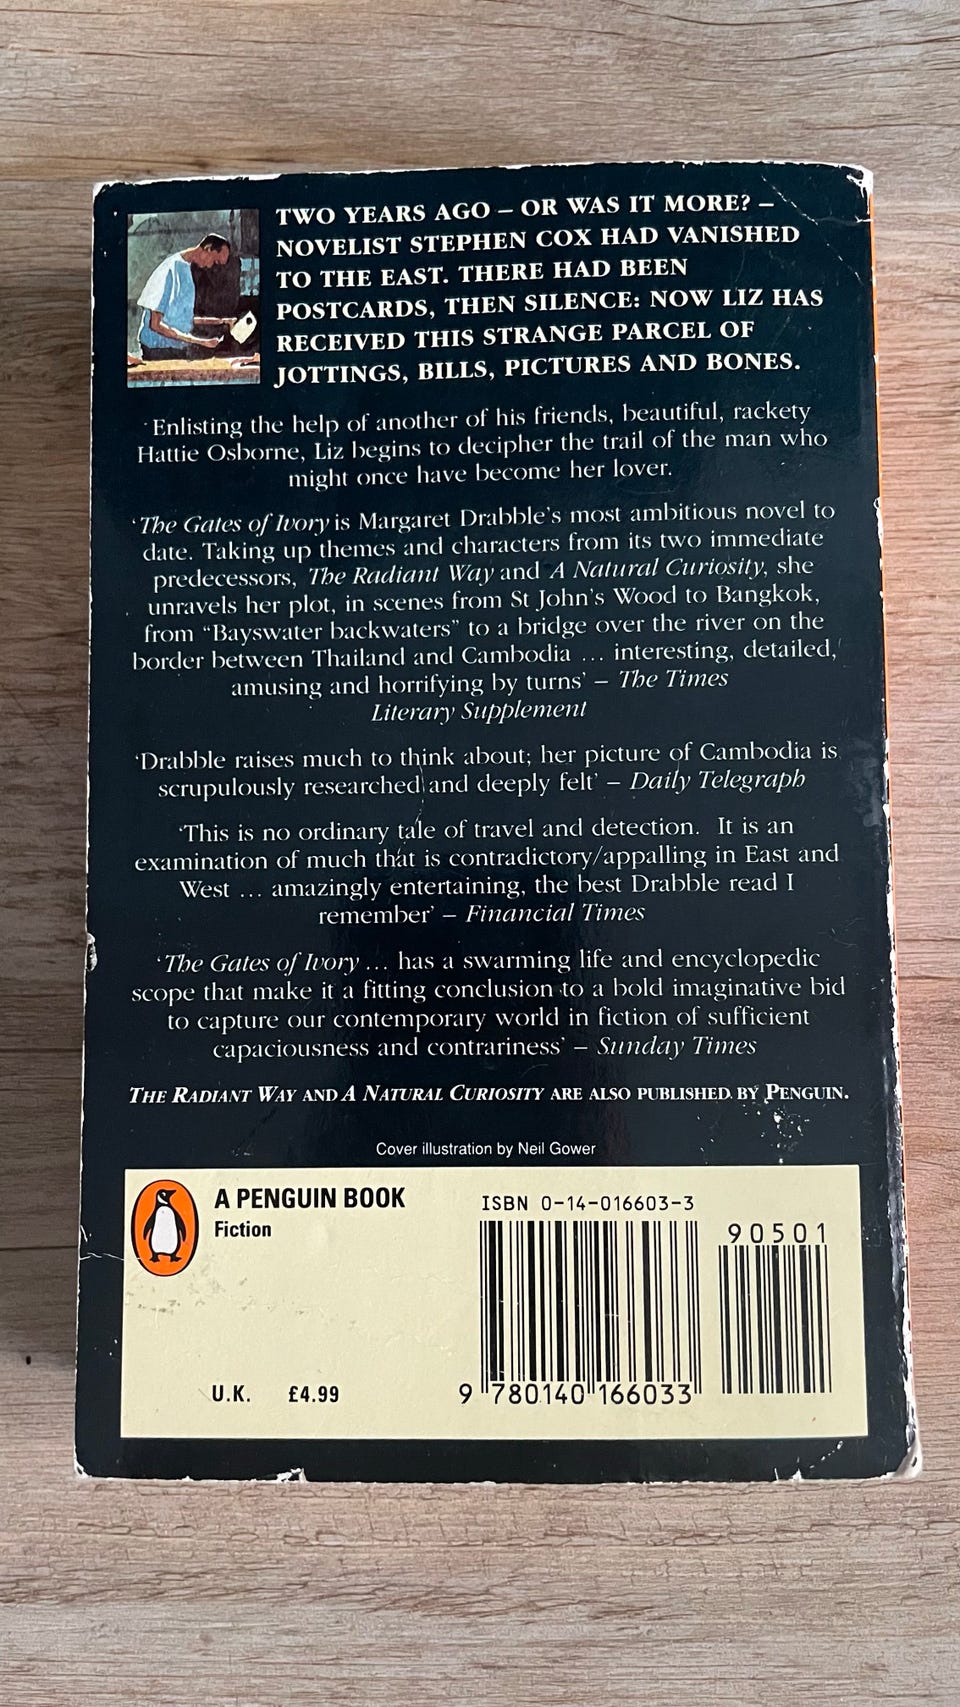 TWO YEARS AGO – OR WAS IT MORE? –
NOVELIST STEPHEN COX HAD VANISHED
TO THE EAST. THERE HAD BEEN
POSTCARDS, THEN SILENCE: NOW LIZ HAS
RECEIVED THIS STRANGE PARCEL OF
JOTTINGS, BILLS, PICTURES AND BONES.
Enlisting the help of another of his friends, beautiful, rackety
Hattie Osborne, Liz begins to decipher the trail of the man who
might once have become her lover.
‘The Gates of Ivory is Margaret Drabble’s most ambitious novel to
date. Taking up themes and characters from its two immediate
predecessors, The Radiant Way and A Natural Curiosity, she
unravels her plot, in scenes from St John’s Wood to Bangkok,
from “Bayswater backwaters” to a bridge over the river on the
border between Thailand and Cambodia ... interesting, detailed,
amusing and horrifying by turns’ – The Times
Literary Supplement
‘Drabble raises much to think about; her picture of Cambodia is
scrupulously researched and deeply felt’ – Daily Telegraph
‘This is no ordinary tale of travel and detection. It is an
examination of much that is contradictory/appalling in East and
West ... amazingly entertaining, the best Drabble read I
remember’ – Financial Times
‘The Gates of Ivory ... has a swarming life and encyclopedic
scope that make it a fitting conclusion to a bold imaginative bid
to capture our contemporary world in fiction of sufficient
capaciousness and contrariness’ – Sunday Times
THE RADIANT WAY AND A NATURAL CURIOSITY ARE ALSO PUBLISHED BY PENGUIN.
Cover illustration by Neil Gower
A PENGUIN BOOK
Fiction
ISBN 0-14-016603-3
90501
U.K. £4.99
9 780140 166033